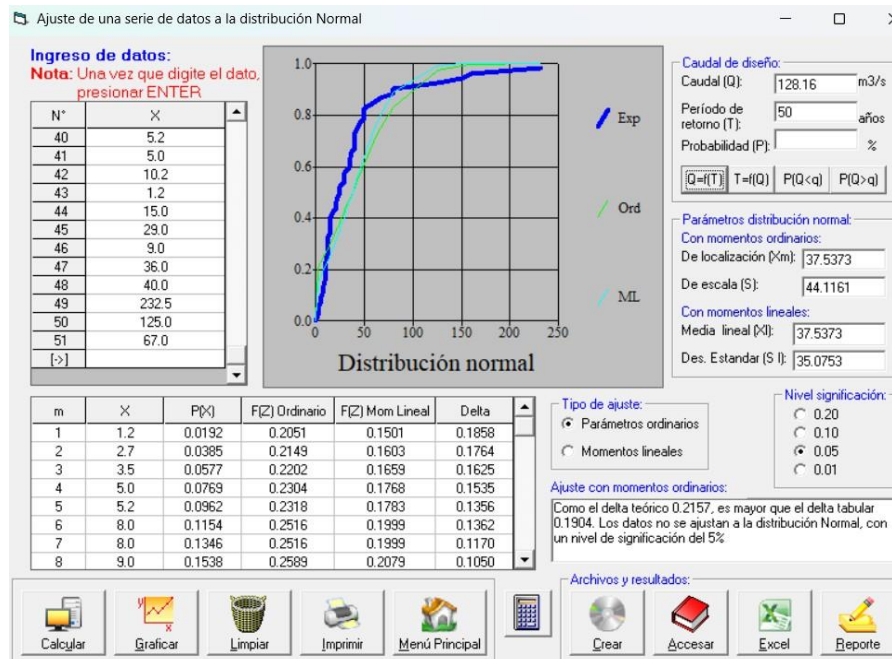 Ajuste de una serie de datos a la distribución Normal
Ingreso de datos:
Nota: Una vez que digite el dato,
presionar ENTER
N° X
40 5.2
41 5.0
42 10.2
43 1.2
44 15.0
45 29.0
46 9.0
47 36.0
48 40.0
49 232.5
50 125.0
51 67.0
[->]
1.0
0.8
0.6
0.4
0.2
0.0
0 50 100 150 200 250
Exp
Ord
ML
Distribución normal
Caudal de diseño:
Caudal (Q): 128.16 m3/s
Período de
retorno (T): 50 años
Probabilidad (P): %
Q=f(T) T=f(Q) P(Q<q) P(Q>q)
Parámetros distribución normal:
Con momentos ordinarios:
De localización (Xm): 37.5373
De escala (S): 44.1161
Con momentos lineales:
Media lineal (Xl): 37.5373
Des. Estandar (S l): 35.0753
m X P(X) F(Z) Ordinario F(Z) Mom Lineal Delta
1 1.2 0.0192 0.2051 0.1501 0.1858
2 2.7 0.0385 0.2149 0.1603 0.1764
3 3.5 0.0577 0.2202 0.1659 0.1625
4 5.0 0.0769 0.2304 0.1768 0.1535
5 5.2 0.0962 0.2318 0.1783 0.1356
6 8.0 0.1154 0.2516 0.1999 0.1362
7 8.0 0.1346 0.2516 0.1999 0.1170
8 9.0 0.1538 0.2589 0.2079 0.1050
Tipo de ajuste:
Parámetros ordinarios
Momentos lineales
Nivel significación:
0.20
0.10
0.05
0.01
Ajuste con momentos ordinarios:
Como el delta teórico 0.2157, es mayor que el delta tabular
0.1904. Los datos no se ajustan a la distribución Normal, con
un nivel de significación del 5%
Calcular
Graficar
Limpiar
Imprimir
Menú Principal
Archivos y resultados:
Crear
Accesar
Excel
Reporte